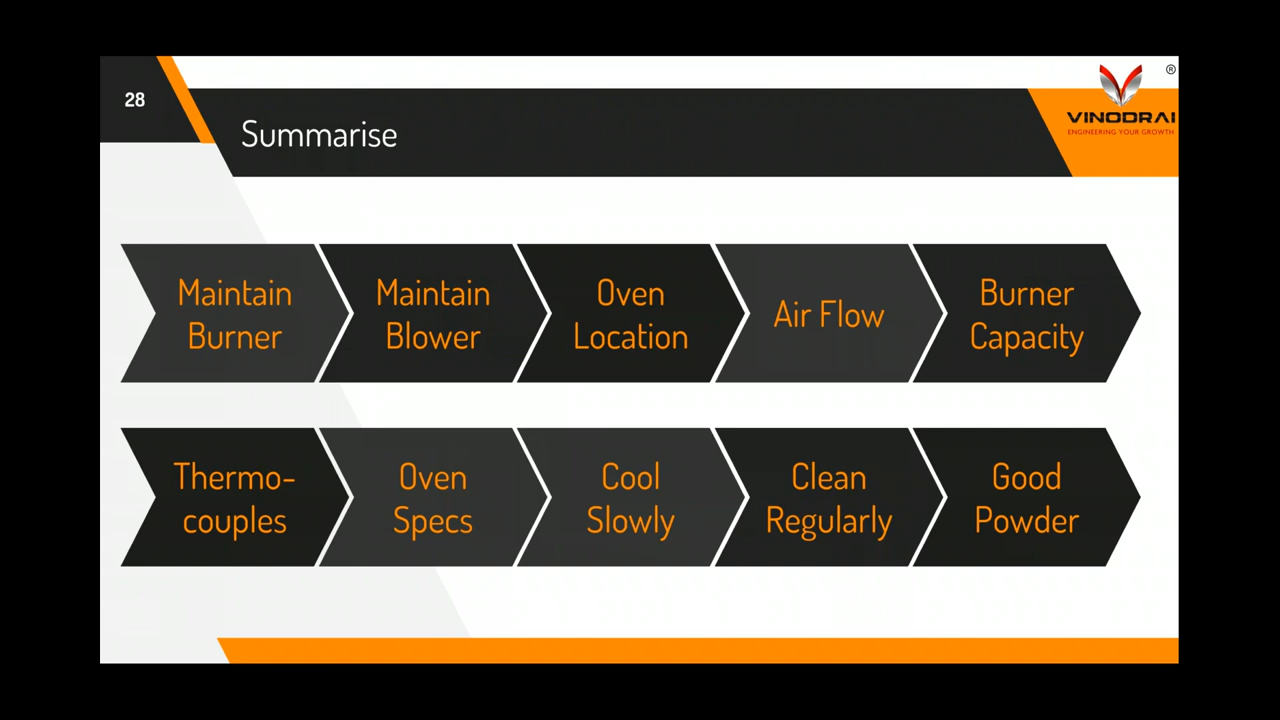 28
Summarise
®
VINODRAI
ENGINEERING YOUR GROWTH
Maintain
Burner
Maintain
Blower
Oven
Location
Air Flow
Burner
Capacity
Thermo-
couples
Oven
Specs
Cool
Slowly
Clean
Regularly
Good
Powder